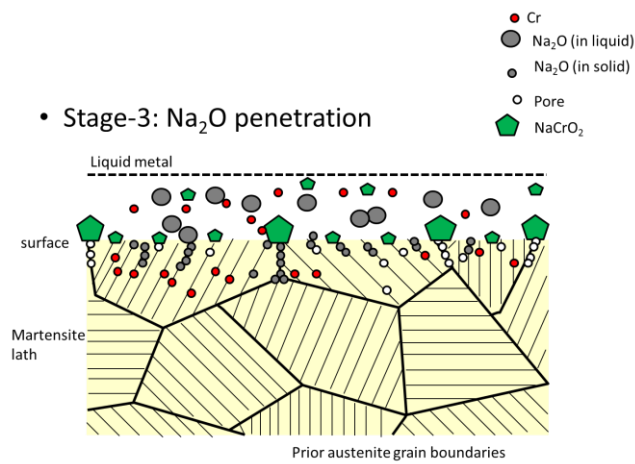 Cr
Na₂O (in liquid)
Na₂O (in solid)
Pore
NaCrO₂
• Stage-3: Na₂O penetration
Liquid metal
surface
Martensite
lath
Prior austenite grain boundaries